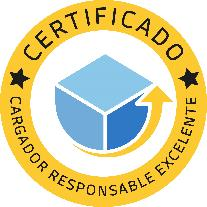 CERTIFICADO
CARGADOR RESPONSABLE EXCELENTE